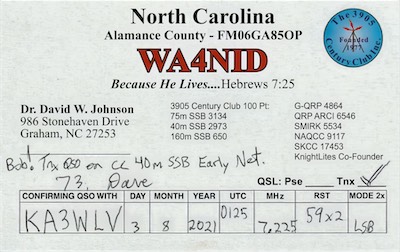 North Carolina
Alamance County - FM06GA85OP
WA4NID
Because He Lives....Hebrews 7:25
The 3905 Century Club Inc.
Founded 1977
Dr. David W. Johnson
986 Stonehaven Drive
Graham, NC 27253
3905 Century Club 100 Pt:
75m SSB 3134
40m SSB 2973
160m SSB 650
G-QRP 4864
QRP ARCI 6546
SMIRK 5534
NAQCC 9117
SKCC 17453
KnightLites Co-Founder
Bob! Tnx QSO on CC 40m SSB Early Net.
73, Dave
QSL: Pse ____ Tnx ✓
CONFIRMING QSO WITH DAY MONTH YEAR UTC MHz RST MODE 2x
KA3WLV 3 8 2021 0125 7.225 59x2 LSB